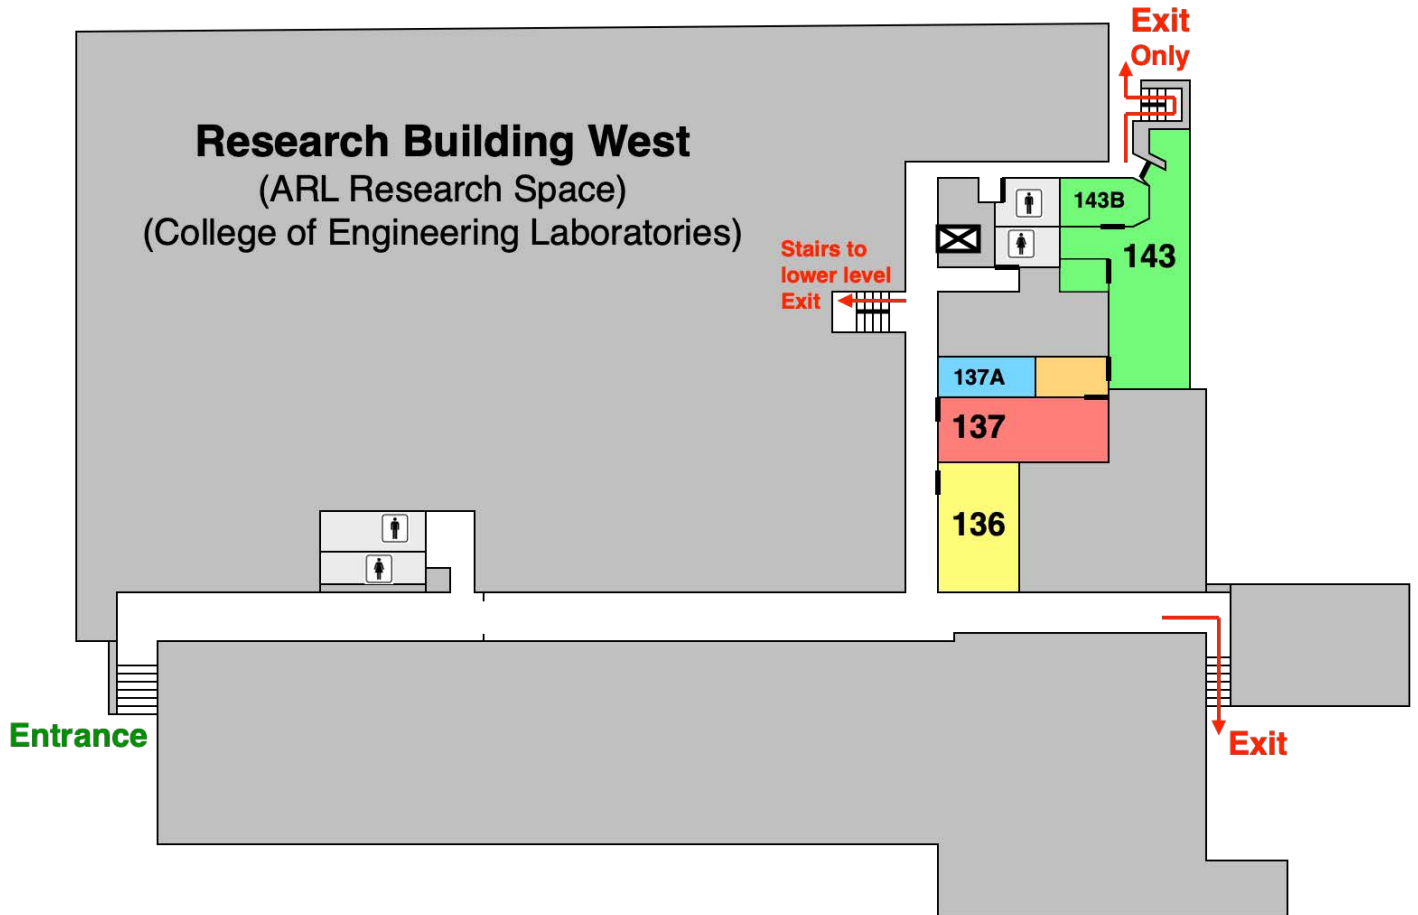 Exit
Only
Research Building West
(ARL Research Space)
(College of Engineering Laboratories)
143B
143
Stairs to
lower level
Exit
137A
137
136
Entrance
Exit